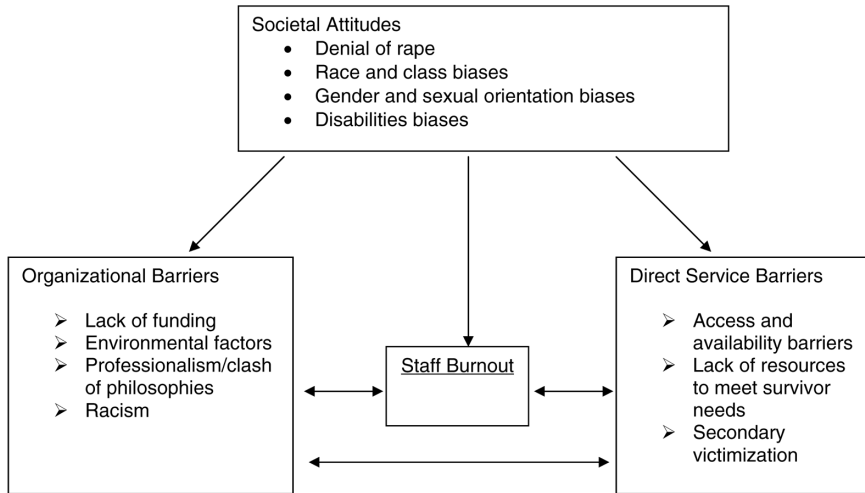 Societal Attitudes
• Denial of rape
• Race and class biases
• Gender and sexual orientation biases
• Disabilities biases
Organizational Barriers
➢ Lack of funding
➢ Environmental factors
➢ Professionalism/clash
of philosophies
➢ Racism
Staff Burnout
Direct Service Barriers
➢ Access and
availability barriers
➢ Lack of resources
to meet survivor
needs
➢ Secondary
victimization